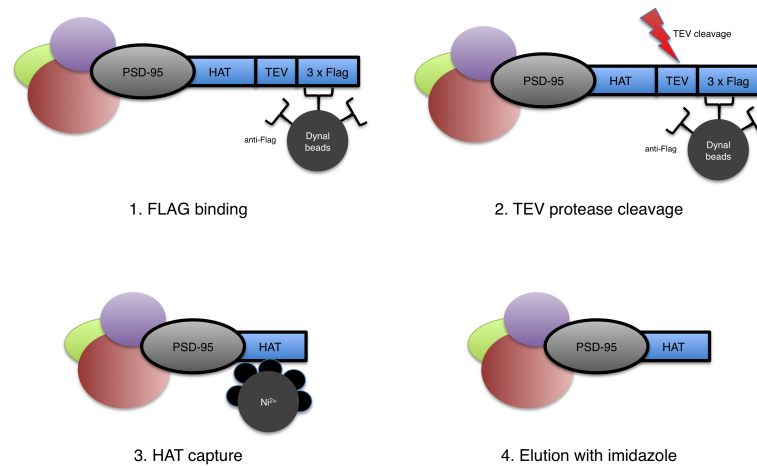 PSD-95
HAT
TEV
3 x Flag
anti-Flag
Dynal
beads
1. FLAG binding
TEV cleavage
PSD-95
HAT
TEV
3 x Flag
anti-Flag
Dynal
beads
2. TEV protease cleavage
PSD-95
HAT
Ni²⁺
3. HAT capture
PSD-95
HAT
4. Elution with imidazole